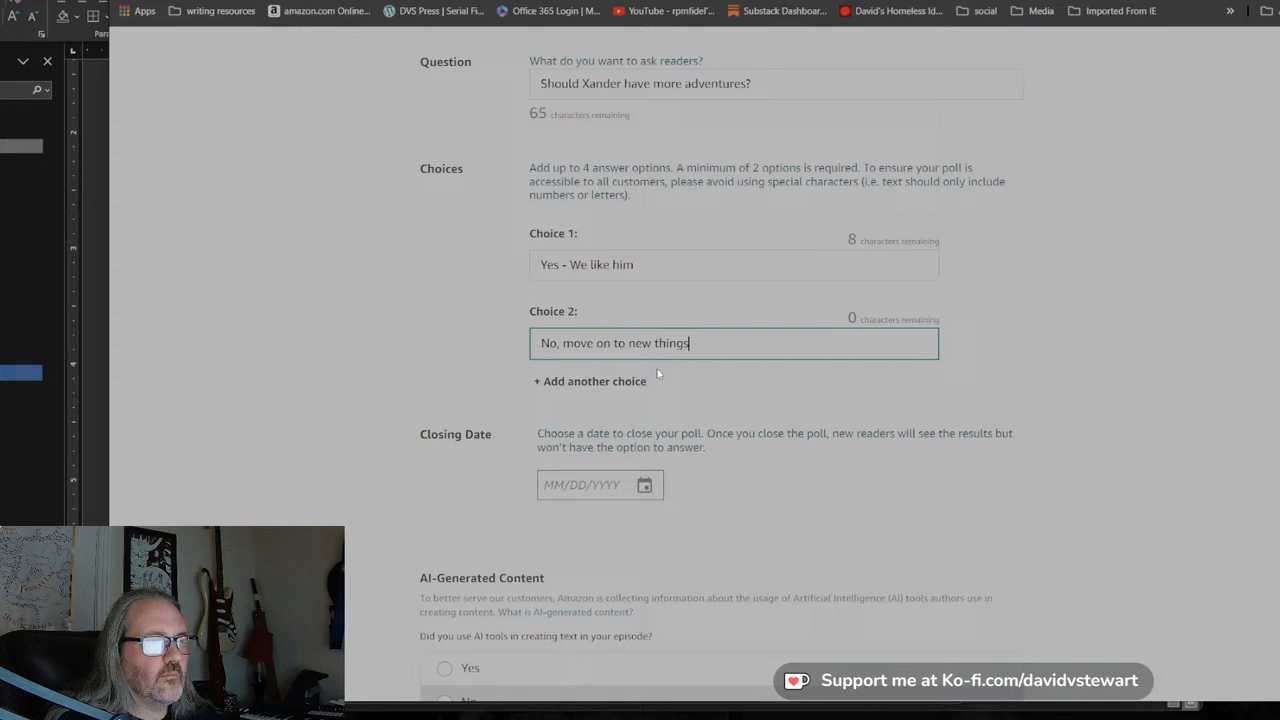 Apps
writing resources
amazon.com Online...
DVS Press | Serial Fi...
Office 365 Login | M...
YouTube - rpmfidel...
Substack Dashboar...
David's Homeless Id...
social
Media
Imported From IE
»
Para
Question
What do you want to ask readers?
Should Xander have more adventures?
65 characters remaining
Choices
Add up to 4 answer options. A minimum of 2 options is required. To ensure your poll is
accessible to all customers, please avoid using special characters (i.e. text should only include
numbers or letters).
Choice 1:
8 characters remaining
Yes - We like him
Choice 2:
0 characters remaining
No, move on to new things
+ Add another choice
Closing Date
Choose a date to close your poll. Once you close the poll, new readers will see the results but
won't have the option to answer.
MM/DD/YYYY
AI-Generated Content
To better serve our customers, Amazon is collecting information about the usage of Artificial Intelligence (AI) tools authors use in
creating content. What is AI-generated content?
Did you use AI tools in creating text in your episode?
Yes
No
Support me at Ko-fi.com/davidvstewart